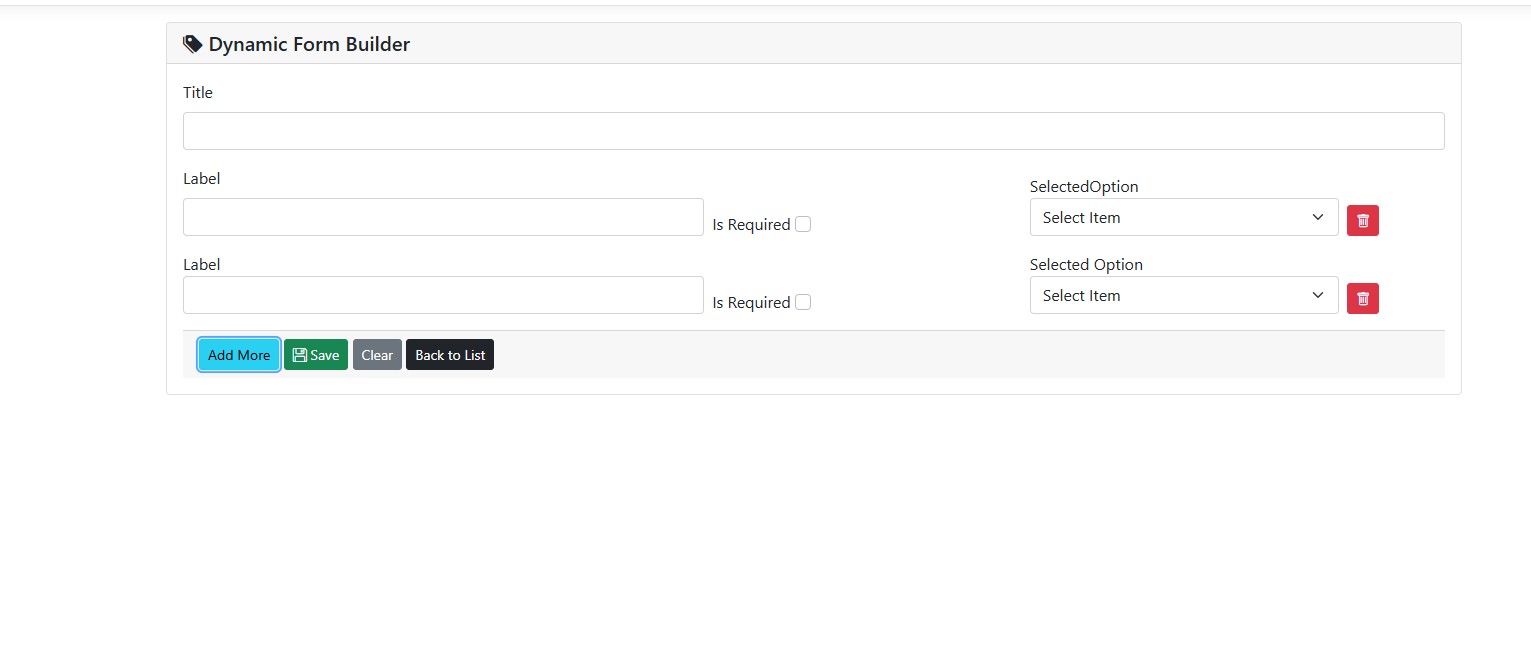 Dynamic Form Builder
Title
Label
SelectedOption
Is Required
Select Item
Label
Selected Option
Is Required
Select Item
Add More
Save
Clear
Back to List